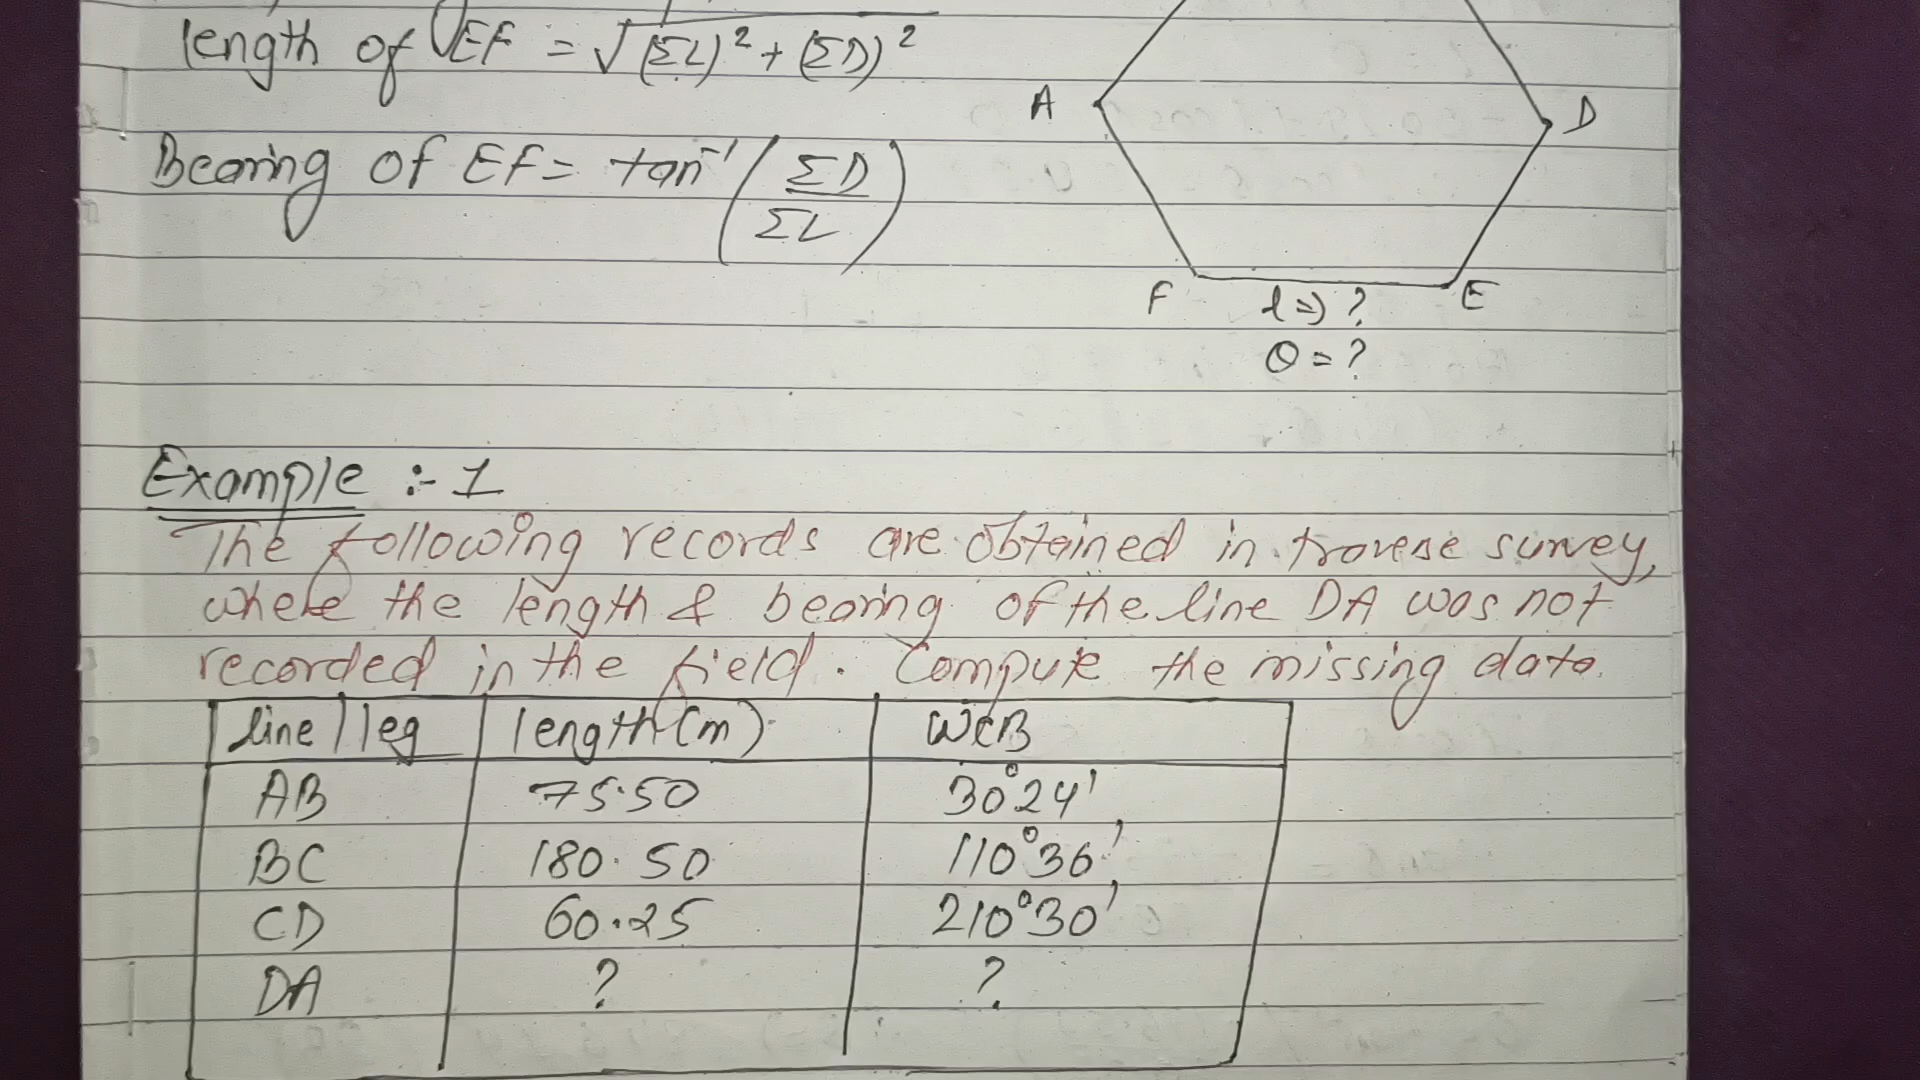 length of EF = √(ΣL)² + (ΣD)²
A
D
Bearing of EF = tan⁻¹ (ΣD / ΣL)
F
l => ?
E
θ = ?
Example :- 1
The following records are obtained in traverse survey,
where the length & bearing of the line DA was not
recorded in the field. Compute the missing data.
line/leg length (m) WCB
AB 75.50 30°24'
BC 180.50 110°36'
CD 60.25 210°30'
DA ? ?